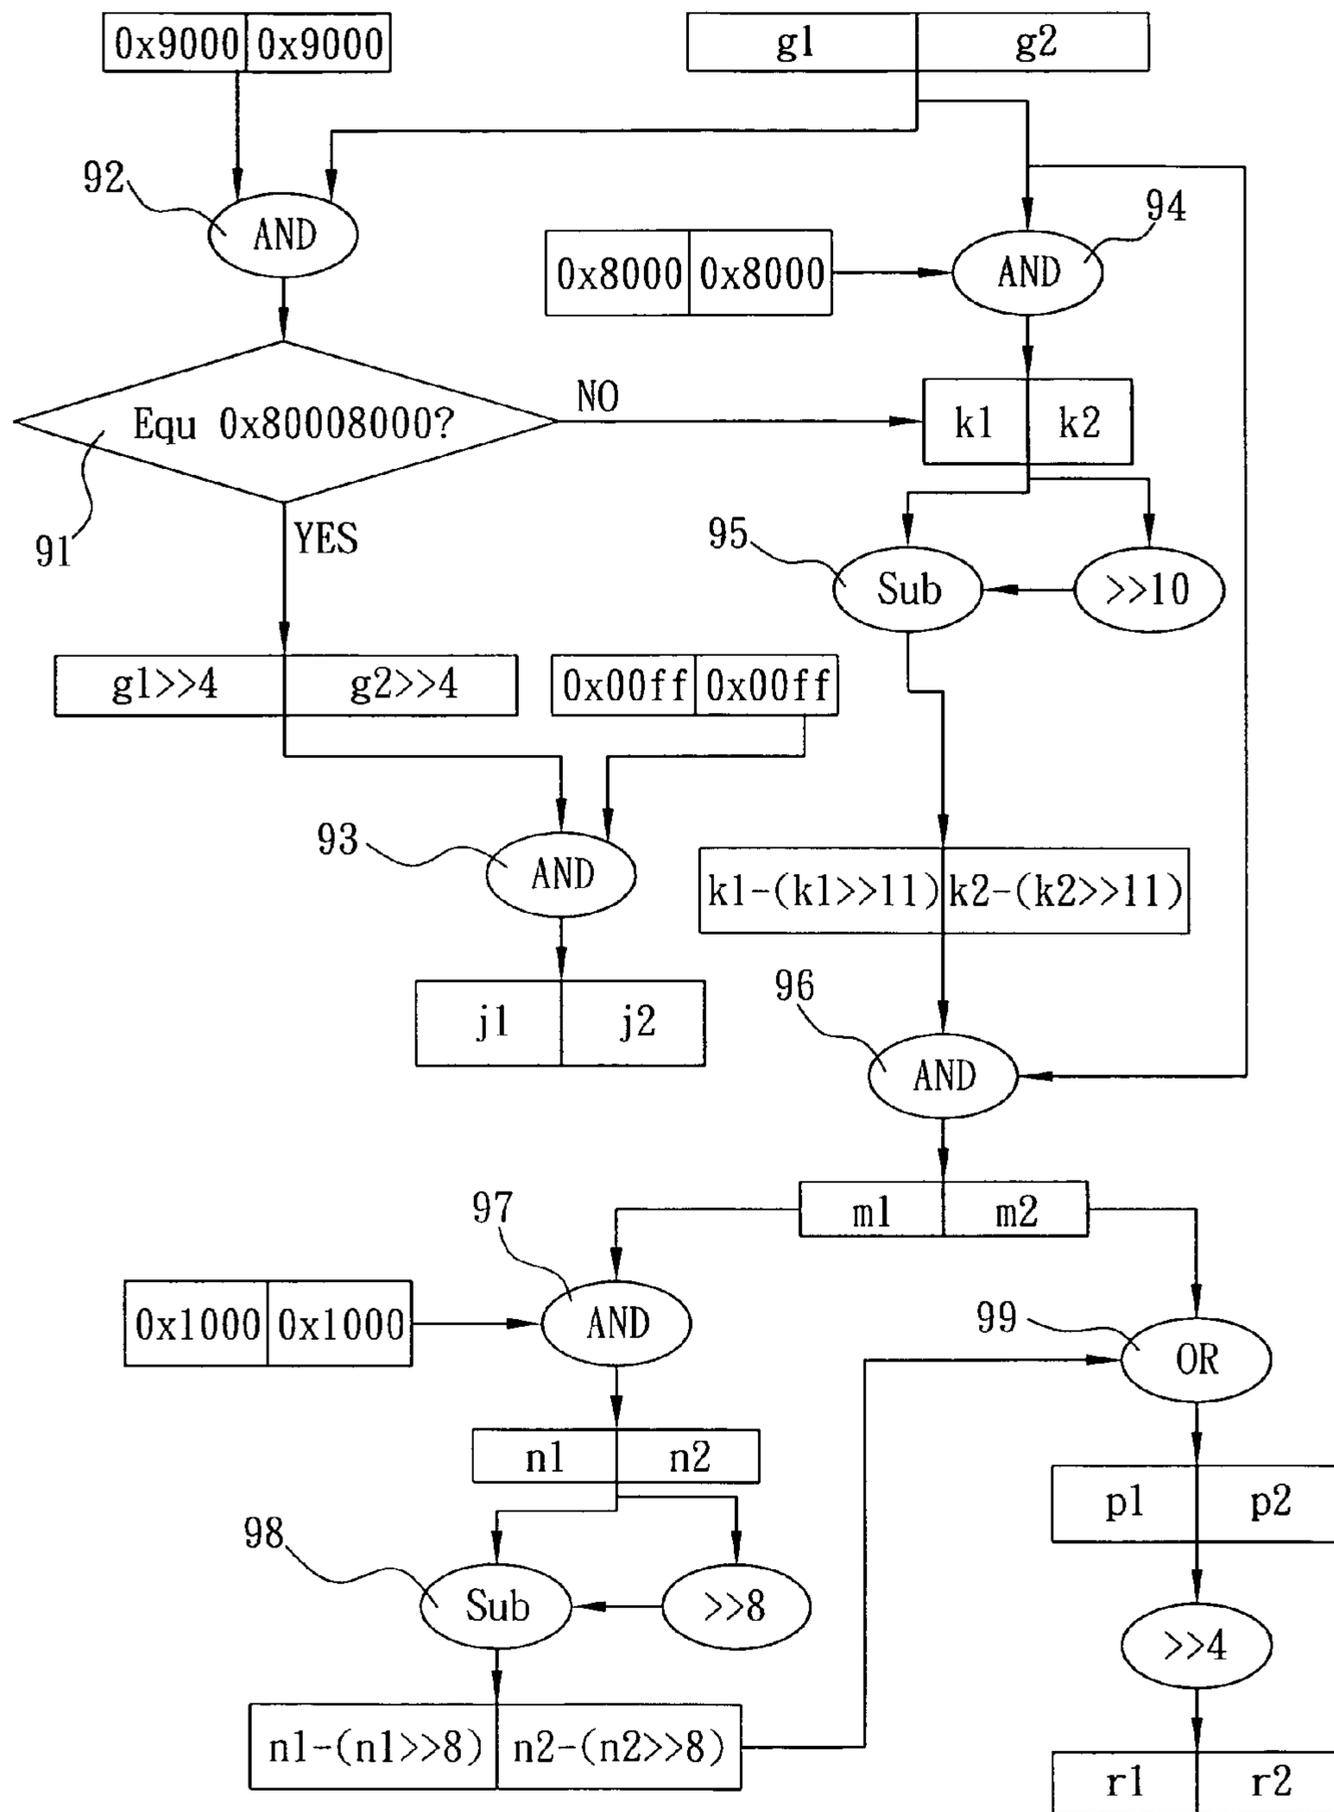 0x9000 0x9000
g1 g2
92
AND
94
0x8000 0x8000
AND
NO
Equ 0x80008000?
k1 k2
91
YES
95
Sub
>>10
g1>>4 g2>>4
0x00ff 0x00ff
93
AND
k1-(k1>>11) k2-(k2>>11)
96
j1 j2
AND
97
m1 m2
0x1000 0x1000
AND
99
OR
n1 n2
p1 p2
98
Sub
>>8
>>4
n1-(n1>>8) n2-(n2>>8)
r1 r2